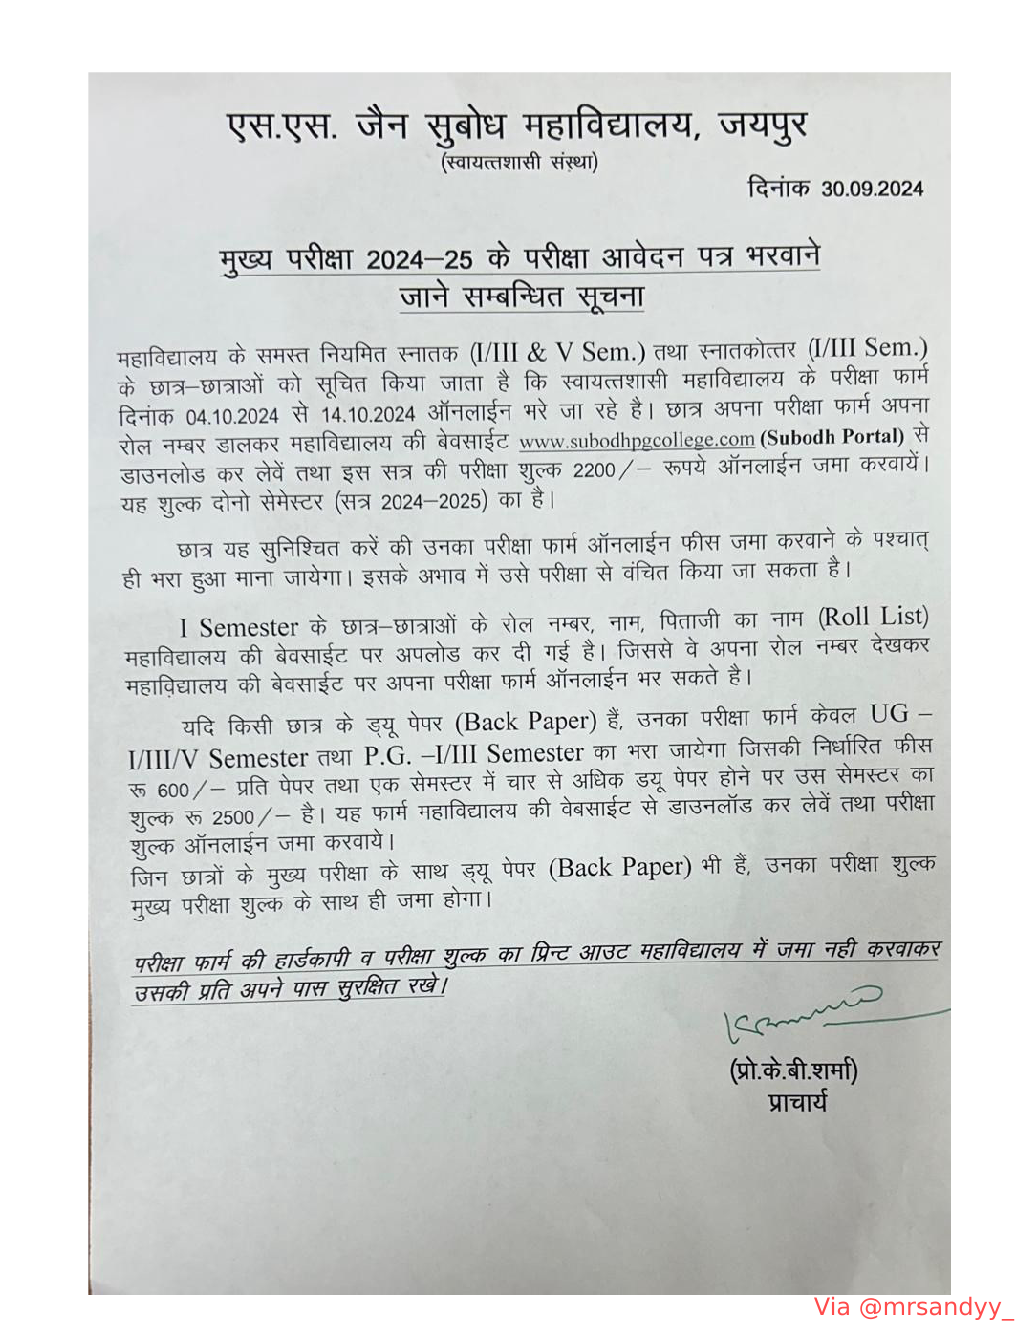 एस.एस. जैन सुबोध महाविद्यालय, जयपुर
(स्वायत्तशासी संस्था)
दिनांक 30.09.2024
मुख्य परीक्षा 2024–25 के परीक्षा आवेदन पत्र भरवाने
जाने सम्बन्धित सूचना
महाविद्यालय के समस्त नियमित स्नातक (I/III & V Sem.) तथा स्नातकोत्तर (I/III Sem.)
के छात्र–छात्राओं को सूचित किया जाता है कि स्वायत्तशासी महाविद्यालय के परीक्षा फार्म
दिनांक 04.10.2024 से 14.10.2024 ऑनलाईन भरे जा रहे है। छात्र अपना परीक्षा फार्म अपना
रोल नम्बर डालकर महाविद्यालय की बेवसाईट www.subodhpgcollege.com (Subodh Portal) से
डाउनलोड कर लेवें तथा इस सत्र की परीक्षा शुल्क 2200/– रूपये ऑनलाईन जमा करवायें।
यह शुल्क दोनो सेमेस्टर (सत्र 2024–2025) का है।
छात्र यह सुनिश्चित करें की उनका परीक्षा फार्म ऑनलाईन फीस जमा करवाने के पश्चात्
ही भरा हुआ माना जायेगा। इसके अभाव में उसे परीक्षा से वंचित किया जा सकता है।
I Semester के छात्र–छात्राओं के रोल नम्बर, नाम, पिताजी का नाम (Roll List)
महाविद्यालय की बेवसाईट पर अपलोड कर दी गई है। जिससे वे अपना रोल नम्बर देखकर
महाविद्यालय की बेवसाईट पर अपना परीक्षा फार्म ऑनलाईन भर सकते है।
यदि किसी छात्र के ड्यू पेपर (Back Paper) हैं, उनका परीक्षा फार्म केवल UG –
I/III/V Semester तथा P.G. –I/III Semester का भरा जायेगा जिसकी निर्धारित फीस
रू 600/– प्रति पेपर तथा एक सेमस्टर में चार से अधिक डयू पेपर होने पर उस सेमस्टर का
शुल्क रू 2500/– है। यह फार्म महाविद्यालय की वेबसाईट से डाउनलॉड कर लेवें तथा परीक्षा
शुल्क ऑनलाईन जमा करवाये।
जिन छात्रों के मुख्य परीक्षा के साथ ड्यू पेपर (Back Paper) भी हैं, उनका परीक्षा शुल्क
मुख्य परीक्षा शुल्क के साथ ही जमा होगा।
परीक्षा फार्म की हार्डकापी व परीक्षा शुल्क का प्रिन्ट आउट महाविद्यालय में जमा नही करवाकर
उसकी प्रति अपने पास सुरक्षित रखे।
(प्रो.के.बी.शर्मा)
प्राचार्य
Via @mrsandyy_